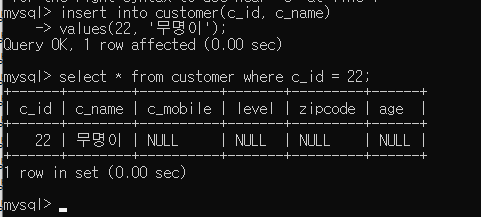 mysql> insert into customer(c_id, c_name)
-> values(22, '무명이');
Query OK, 1 row affected (0.00 sec)
mysql> select * from customer where c_id = 22;
+------+--------+----------+-------+---------+------+
| c_id | c_name | c_mobile | level | zipcode | age |
+------+--------+----------+-------+---------+------+
| 22 | 무명이 | NULL | NULL | NULL | NULL |
+------+--------+----------+-------+---------+------+
1 row in set (0.00 sec)
mysql>